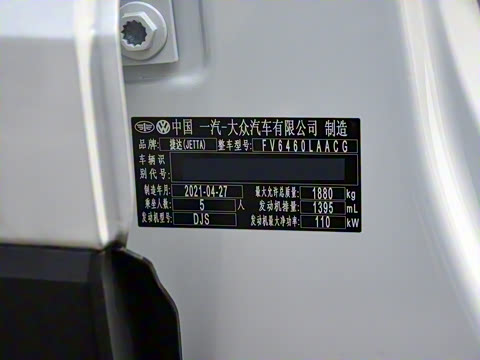 中国 一汽-大众汽车有限公司 制造
品牌: 捷达(JETTA) 整车型号: FV6460LAACG
车辆识
别代号:
制造年月: 2021-04-27 最大允许总质量: 1880 kg
乘坐人数: 5 人 发动机排量: 1395 mL
发动机型号: DJS 发动机最大净功率: 110 kW